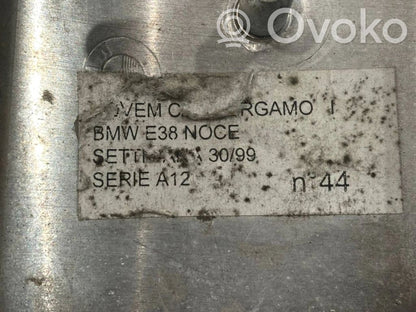 Ovoko
BMW E38 NOCE
30/99
SERIE A12 n°44